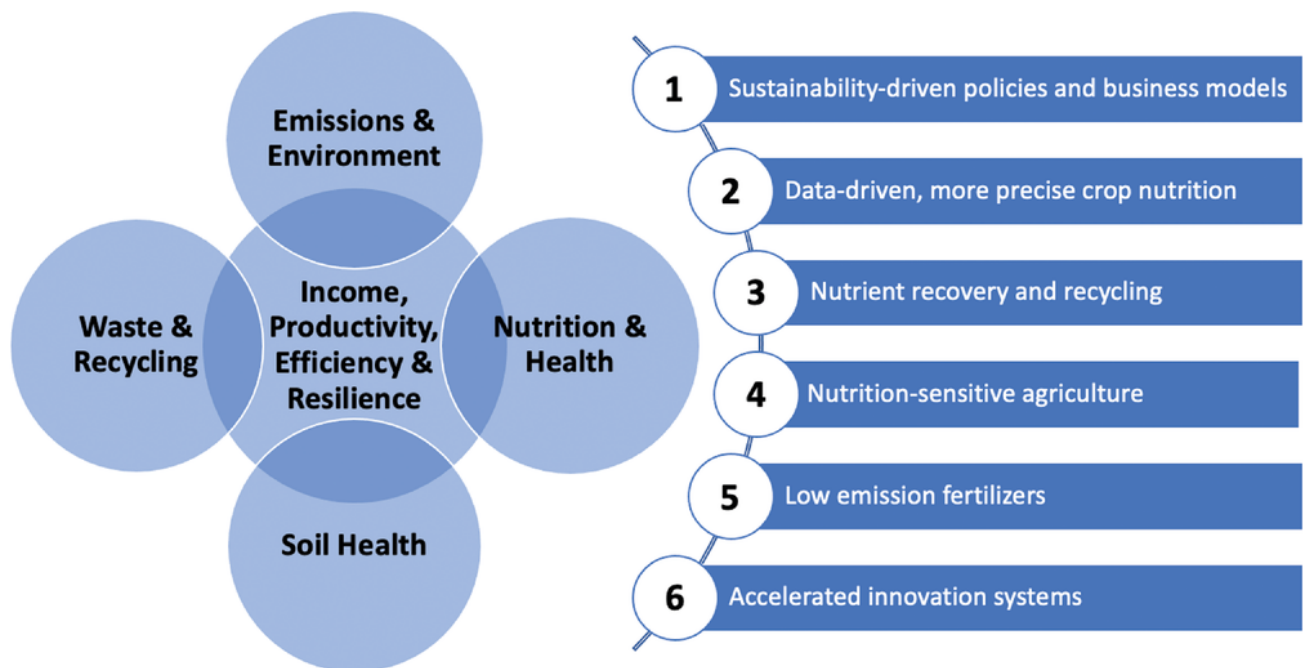 Emissions &
Environment
Waste &
Recycling
Income,
Productivity,
Efficiency &
Resilience
Nutrition &
Health
Soil Health
1 Sustainability-driven policies and business models
2 Data-driven, more precise crop nutrition
3 Nutrient recovery and recycling
4 Nutrition-sensitive agriculture
5 Low emission fertilizers
6 Accelerated innovation systems